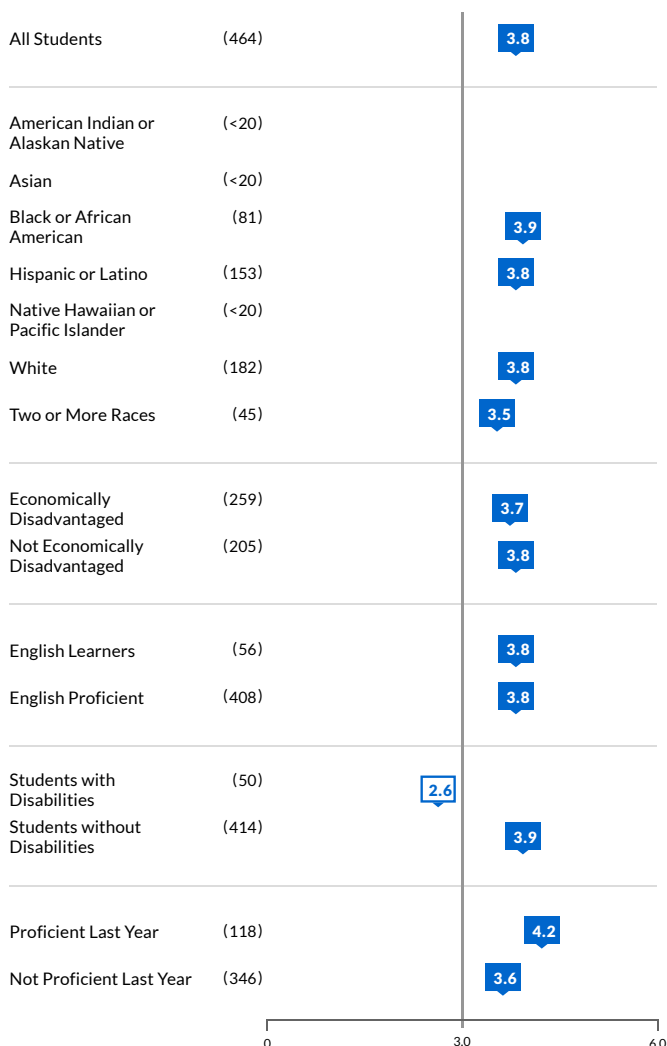 All Students (464) 3.8
American Indian or (<20)
Alaskan Native
Asian (<20)
Black or African (81) 3.9
American
Hispanic or Latino (153) 3.8
Native Hawaiian or (<20)
Pacific Islander
White (182) 3.8
Two or More Races (45) 3.5
Economically (259) 3.7
Disadvantaged
Not Economically (205) 3.8
Disadvantaged
English Learners (56) 3.8
English Proficient (408) 3.8
Students with (50) 2.6
Disabilities
Students without (414) 3.9
Disabilities
Proficient Last Year (118) 4.2
Not Proficient Last Year (346) 3.6
0 3.0 6.0